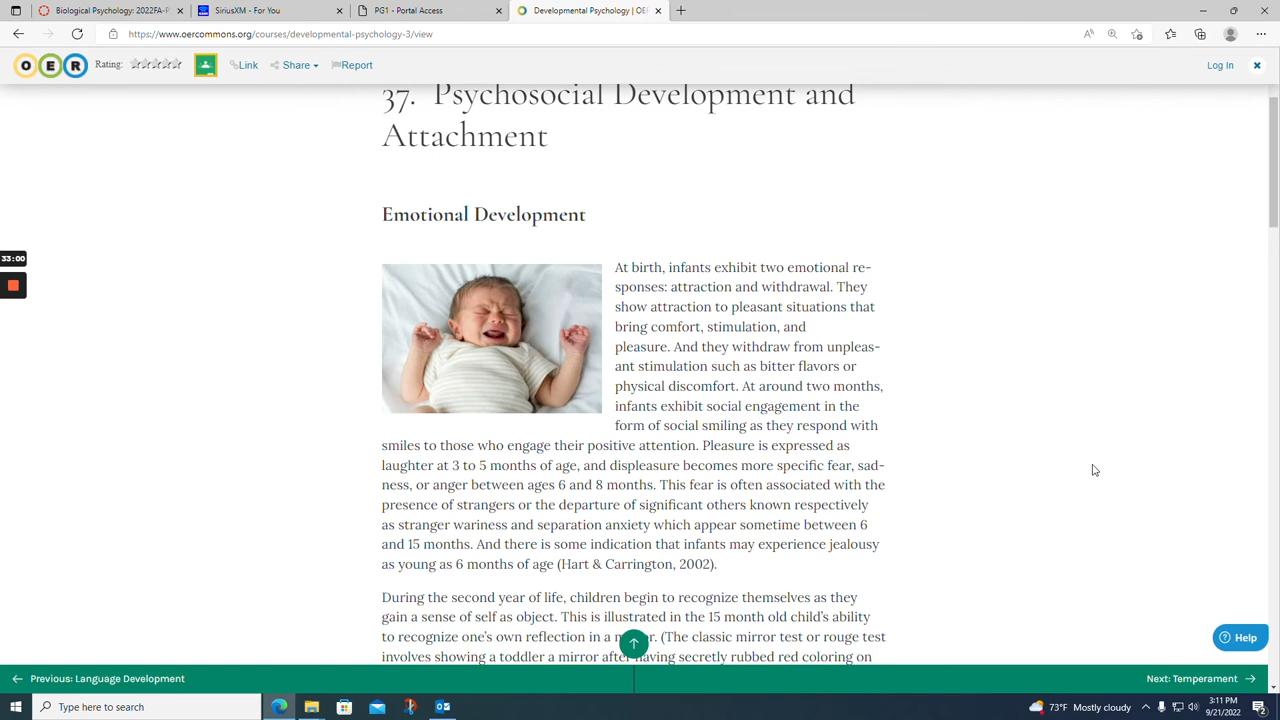 Biological Psychology: 2022FA-P
SiriusXM - For You
PG1 - Portal Access
Developmental Psychology | OEF
https://www.oercommons.org/courses/developmental-psychology-3/view
OER
Rating:
Link
Share
Report
Log In
37. Psychosocial Development and
Attachment
Emotional Development
33:00
At birth, infants exhibit two emotional re-
sponses: attraction and withdrawal. They
show attraction to pleasant situations that
bring comfort, stimulation, and
pleasure. And they withdraw from unpleas-
ant stimulation such as bitter flavors or
physical discomfort. At around two months,
infants exhibit social engagement in the
form of social smiling as they respond with
smiles to those who engage their positive attention. Pleasure is expressed as
laughter at 3 to 5 months of age, and displeasure becomes more specific fear, sad-
ness, or anger between ages 6 and 8 months. This fear is often associated with the
presence of strangers or the departure of significant others known respectively
as stranger wariness and separation anxiety which appear sometime between 6
and 15 months. And there is some indication that infants may experience jealousy
as young as 6 months of age (Hart & Carrington, 2002).
During the second year of life, children begin to recognize themselves as they
gain a sense of self as object. This is illustrated in the 15 month old child's ability
to recognize one's own reflection in a r. (The classic mirror test or rouge test
involves showing a toddler a mirror after having secretly rubbed red coloring on
Help
Previous: Language Development
Next: Temperament
Type here to search
73°F Mostly cloudy
3:11 PM
9/21/2022
2